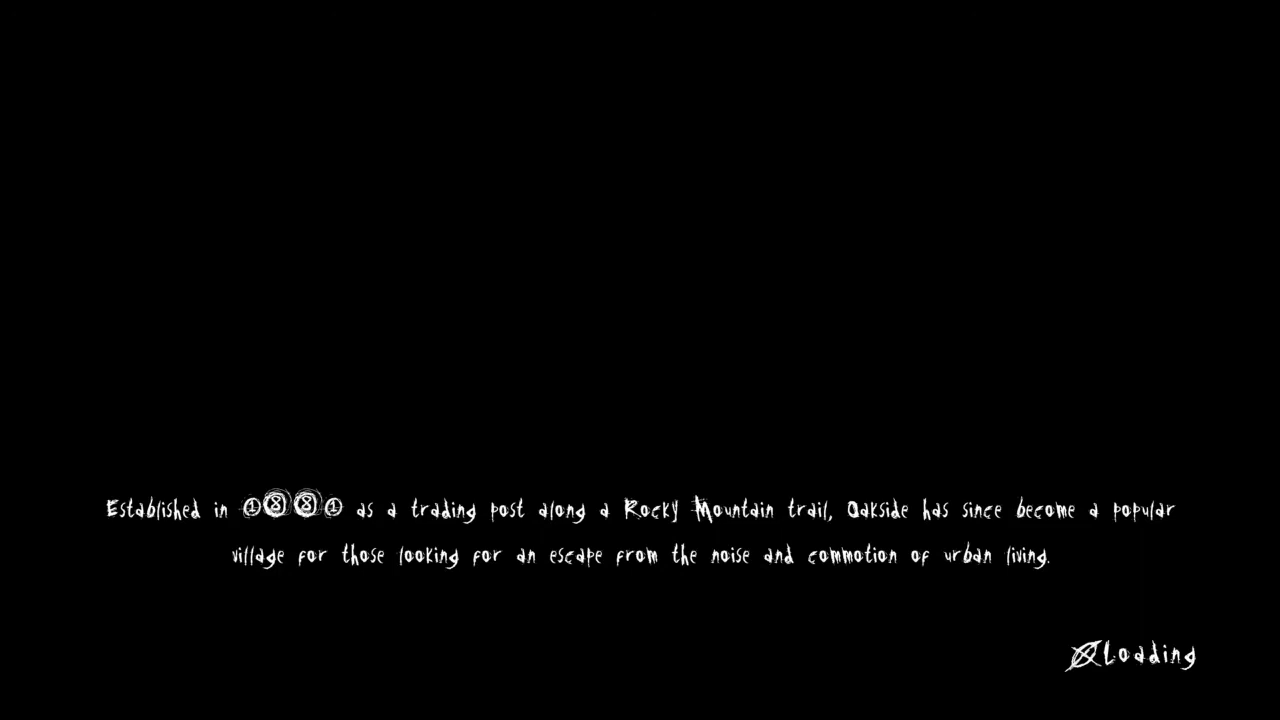 Established in 1881 as a trading post along a Rocky Mountain trail, Oakside has since become a popular
village for those looking for an escape from the noise and commotion of urban living.
Loading